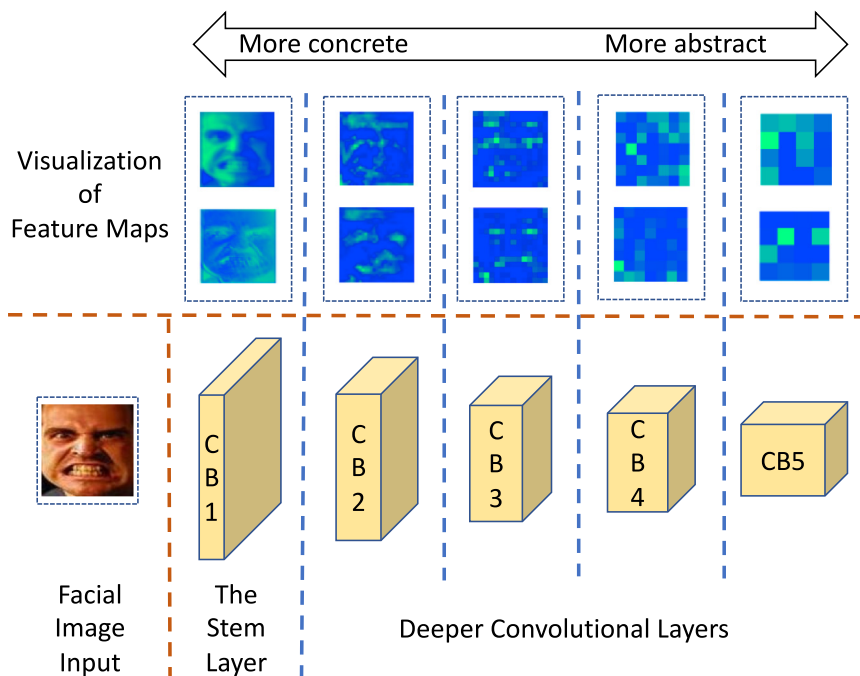 More concrete
More abstract
Visualization
of
Feature Maps
C
B
1
C
B
2
C
B
3
C
B
4
CB5
Facial
Image
Input
The
Stem
Layer
Deeper Convolutional Layers